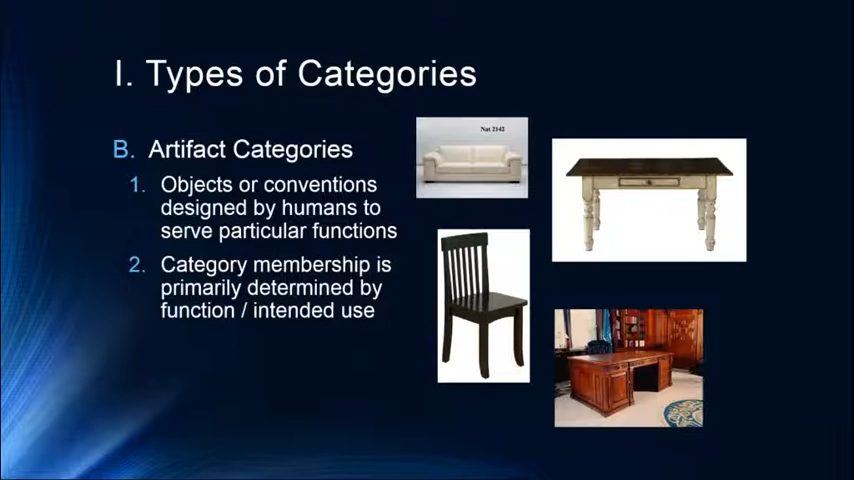 I. Types of Categories
B. Artifact Categories
1. Objects or conventions
designed by humans to
serve particular functions
2. Category membership is
primarily determined by
function / intended use
Nat 2142